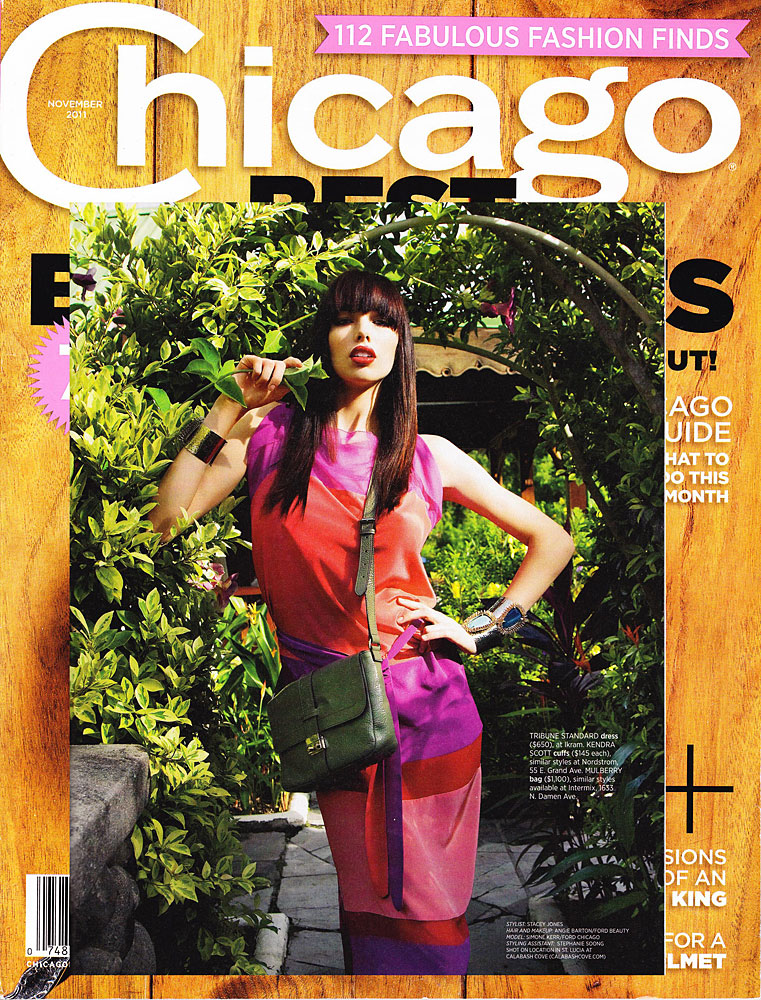 112 FABULOUS FASHION FINDS
Chicago
NOVEMBER
2011
BEST
S
UT!
AGO
UIDE
HAT TO
DO THIS
MONTH
TRIBUNE STANDARD dress
($650), at Ikram. KENDRA
SCOTT cuffs ($145 each),
similar styles at Nordstrom,
55 E. Grand Ave. MULBERRY
bag ($1,100), similar styles
available at Intermix, 1633
N. Damen Ave.
+
SIONS
OF AN
KING
FOR A
LMET
STYLIST: STACEY JONES
HAIR AND MAKEUP: ANGIE BARTON/FORD BEAUTY
MODEL: SIMONE KERR/FORD CHICAGO
STYLING ASSISTANT: STEPHANIE SOONG
SHOT ON LOCATION IN ST. LUCIA AT
CALABASH COVE (CALABASHCOVE.COM)
0 748
CHICAGO